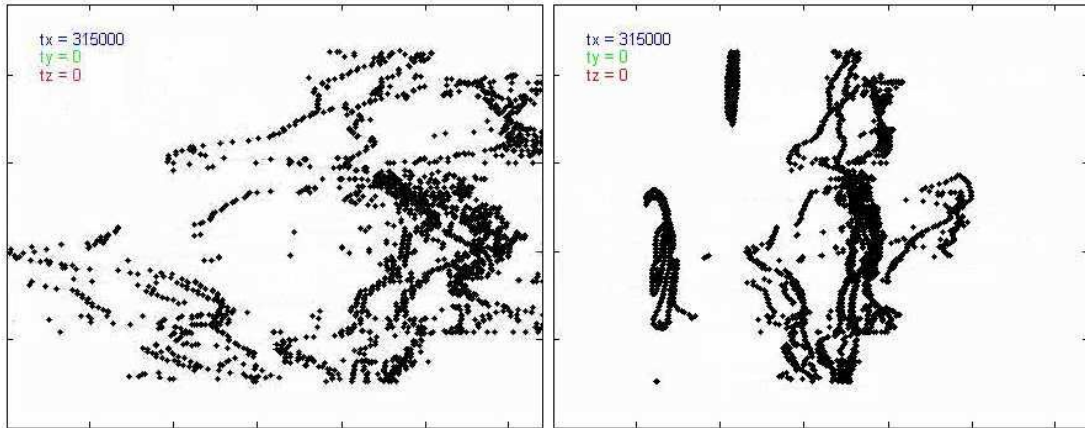 tx = 315000
ty = 0
tz = 0
tx = 315000
ty = 0
tz = 0